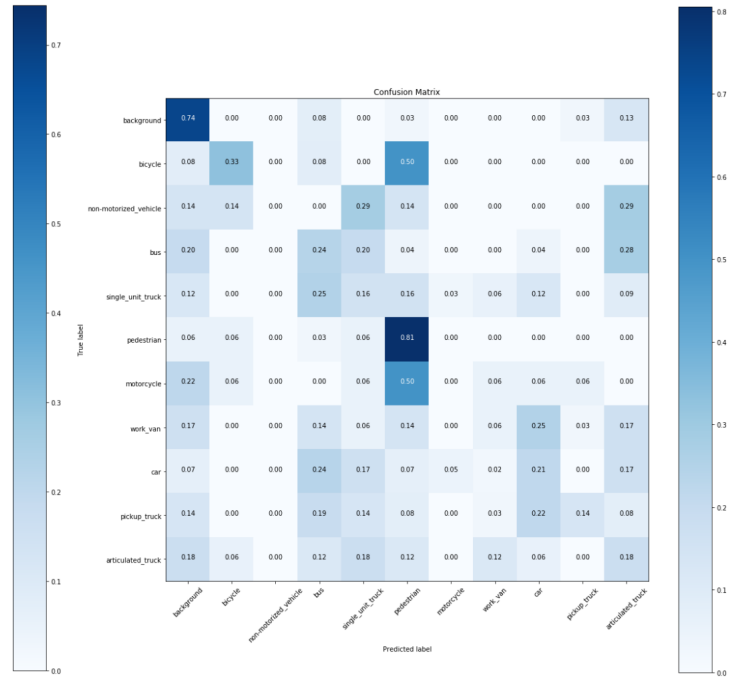 Confusion Matrix
0.7
0.6
0.5
0.4
0.3
0.2
0.1
0.0
True label
background 0.74 0.00 0.00 0.08 0.00 0.03 0.00 0.00 0.00 0.03 0.13
bicycle 0.08 0.33 0.00 0.08 0.00 0.50 0.00 0.00 0.00 0.00 0.00
non-motorized_vehicle 0.14 0.14 0.00 0.00 0.29 0.14 0.00 0.00 0.00 0.00 0.29
bus 0.20 0.00 0.00 0.24 0.20 0.04 0.00 0.00 0.04 0.00 0.28
single_unit_truck 0.12 0.00 0.00 0.25 0.16 0.16 0.03 0.06 0.12 0.00 0.09
pedestrian 0.06 0.06 0.00 0.03 0.06 0.81 0.00 0.00 0.00 0.00 0.00
motorcycle 0.22 0.06 0.00 0.00 0.06 0.50 0.00 0.06 0.06 0.06 0.00
work_van 0.17 0.00 0.00 0.14 0.06 0.14 0.00 0.06 0.25 0.03 0.17
car 0.07 0.00 0.00 0.24 0.17 0.07 0.05 0.02 0.21 0.00 0.17
pickup_truck 0.14 0.00 0.00 0.19 0.14 0.08 0.00 0.03 0.22 0.14 0.08
articulated_truck 0.18 0.06 0.00 0.12 0.18 0.12 0.00 0.12 0.06 0.00 0.18
background bicycle non-motorized_vehicle bus single_unit_truck pedestrian motorcycle work_van car pickup_truck articulated_truck
Predicted label
0.8
0.7
0.6
0.5
0.4
0.3
0.2
0.1
0.0